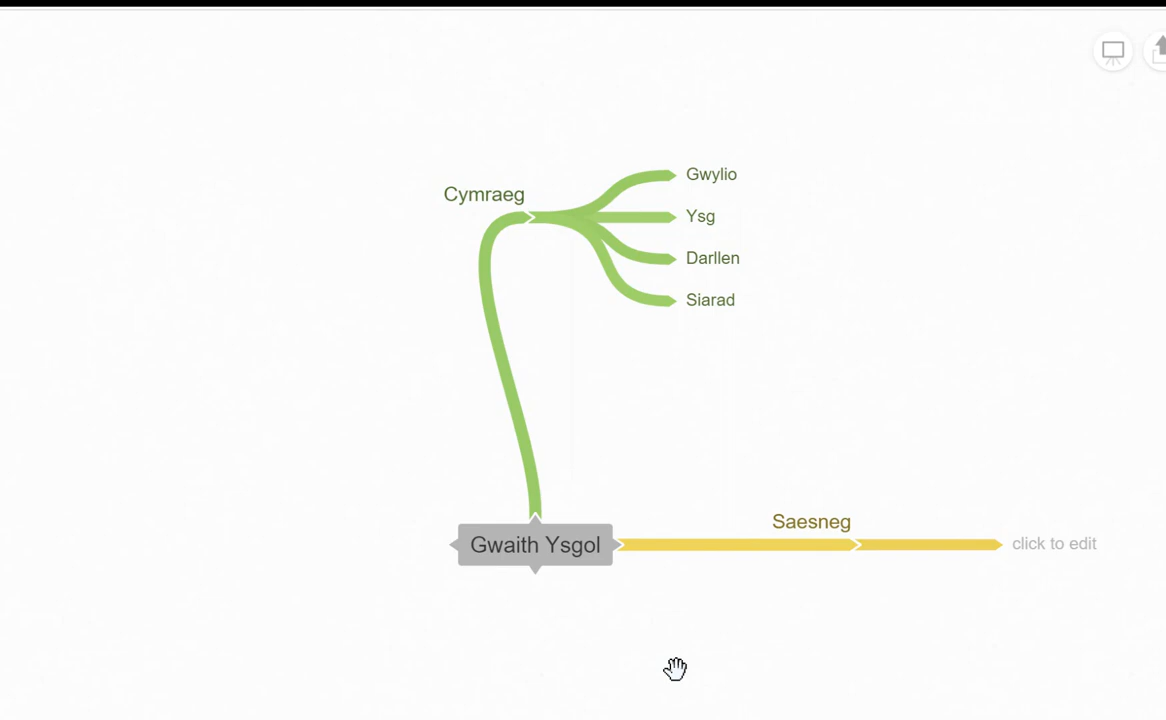 Cymraeg
Gwylio
Ysg
Darllen
Siarad
Gwaith Ysgol
Saesneg
click to edit